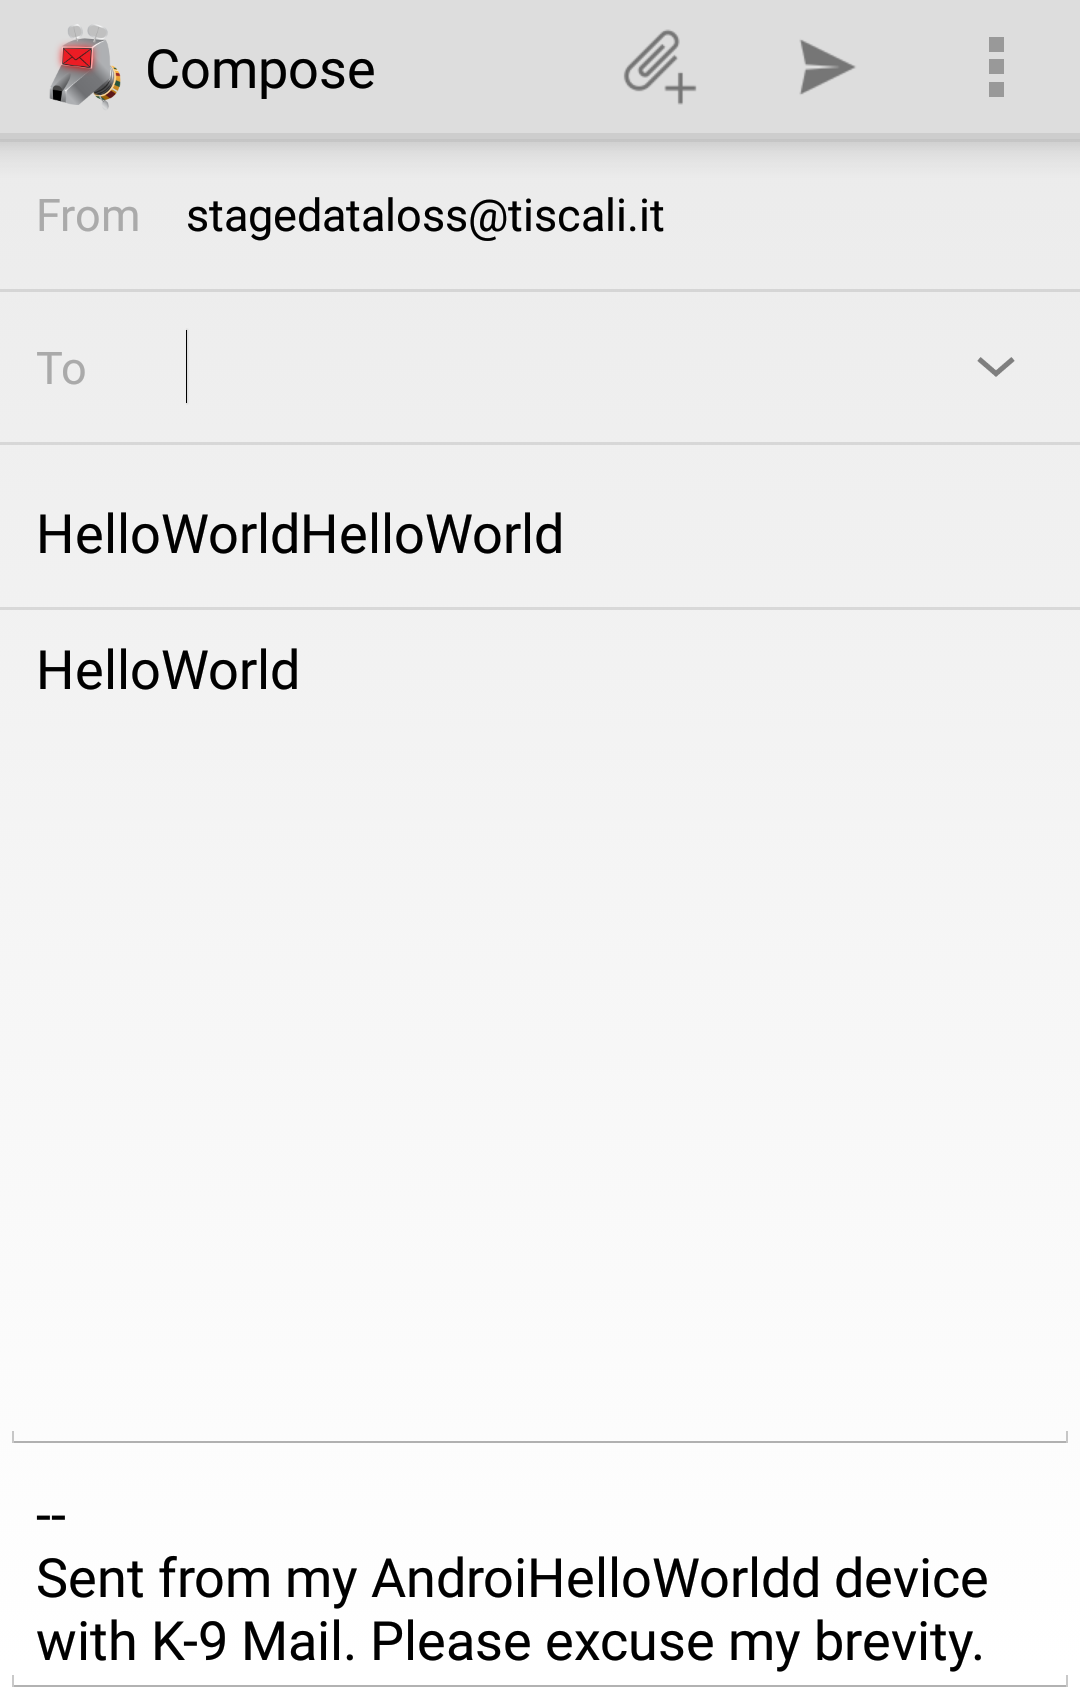 Compose
From stagedataloss@tiscali.it
To
HelloWorldHelloWorld
HelloWorld
--
Sent from my AndroiHelloWorldd device
with K-9 Mail. Please excuse my brevity.